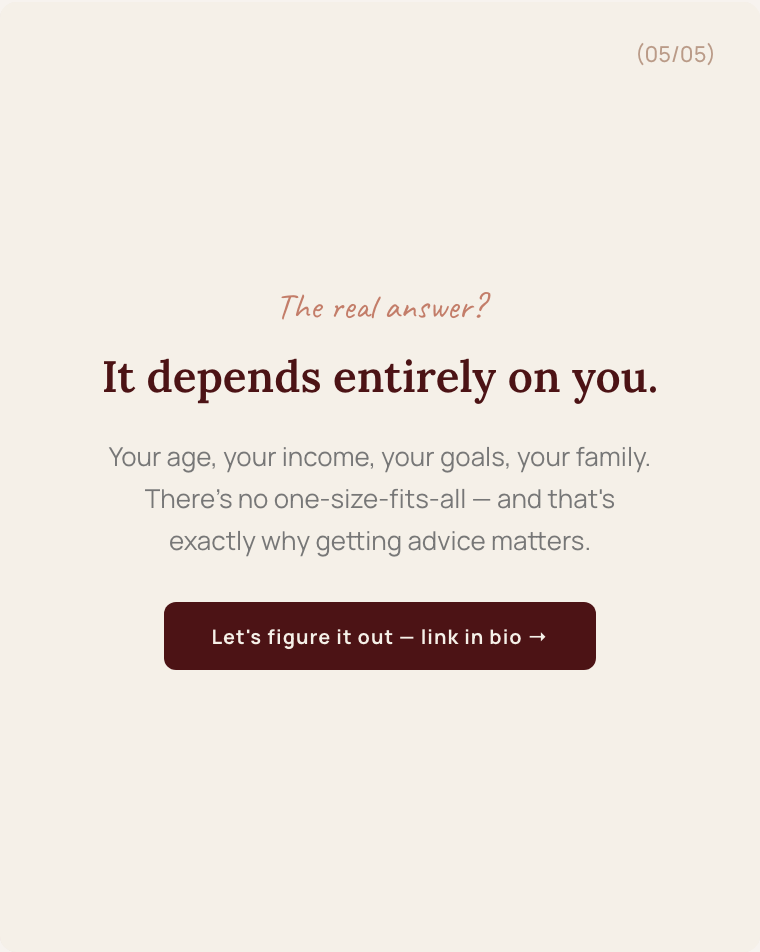 (05/05)
The real answer?
It depends entirely on you.
Your age, your income, your goals, your family.
There's no one-size-fits-all — and that's
exactly why getting advice matters.
Let's figure it out — link in bio →